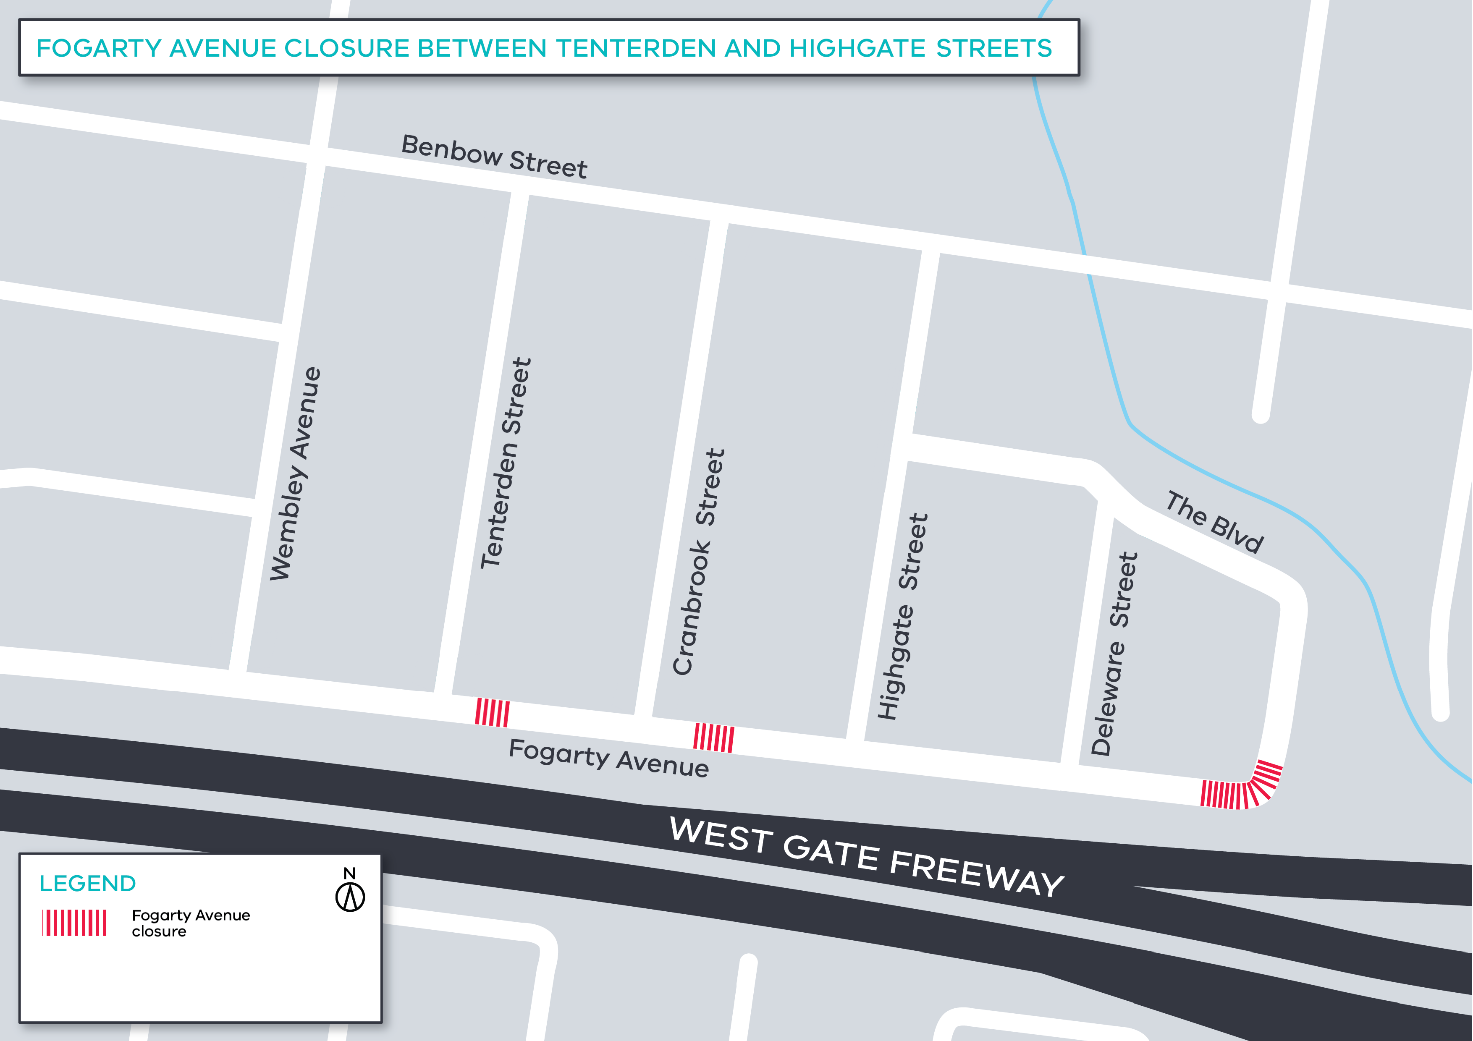 FOGARTY AVENUE CLOSURE BETWEEN TENTERDEN AND HIGHGATE STREETS
Benbow Street
Wembley Avenue
Tenterden Street
Cranbrook Street
Highgate Street
The Blvd
Deleware Street
Fogarty Avenue
WEST GATE FREEWAY
LEGEND
N
Fogarty Avenue
closure